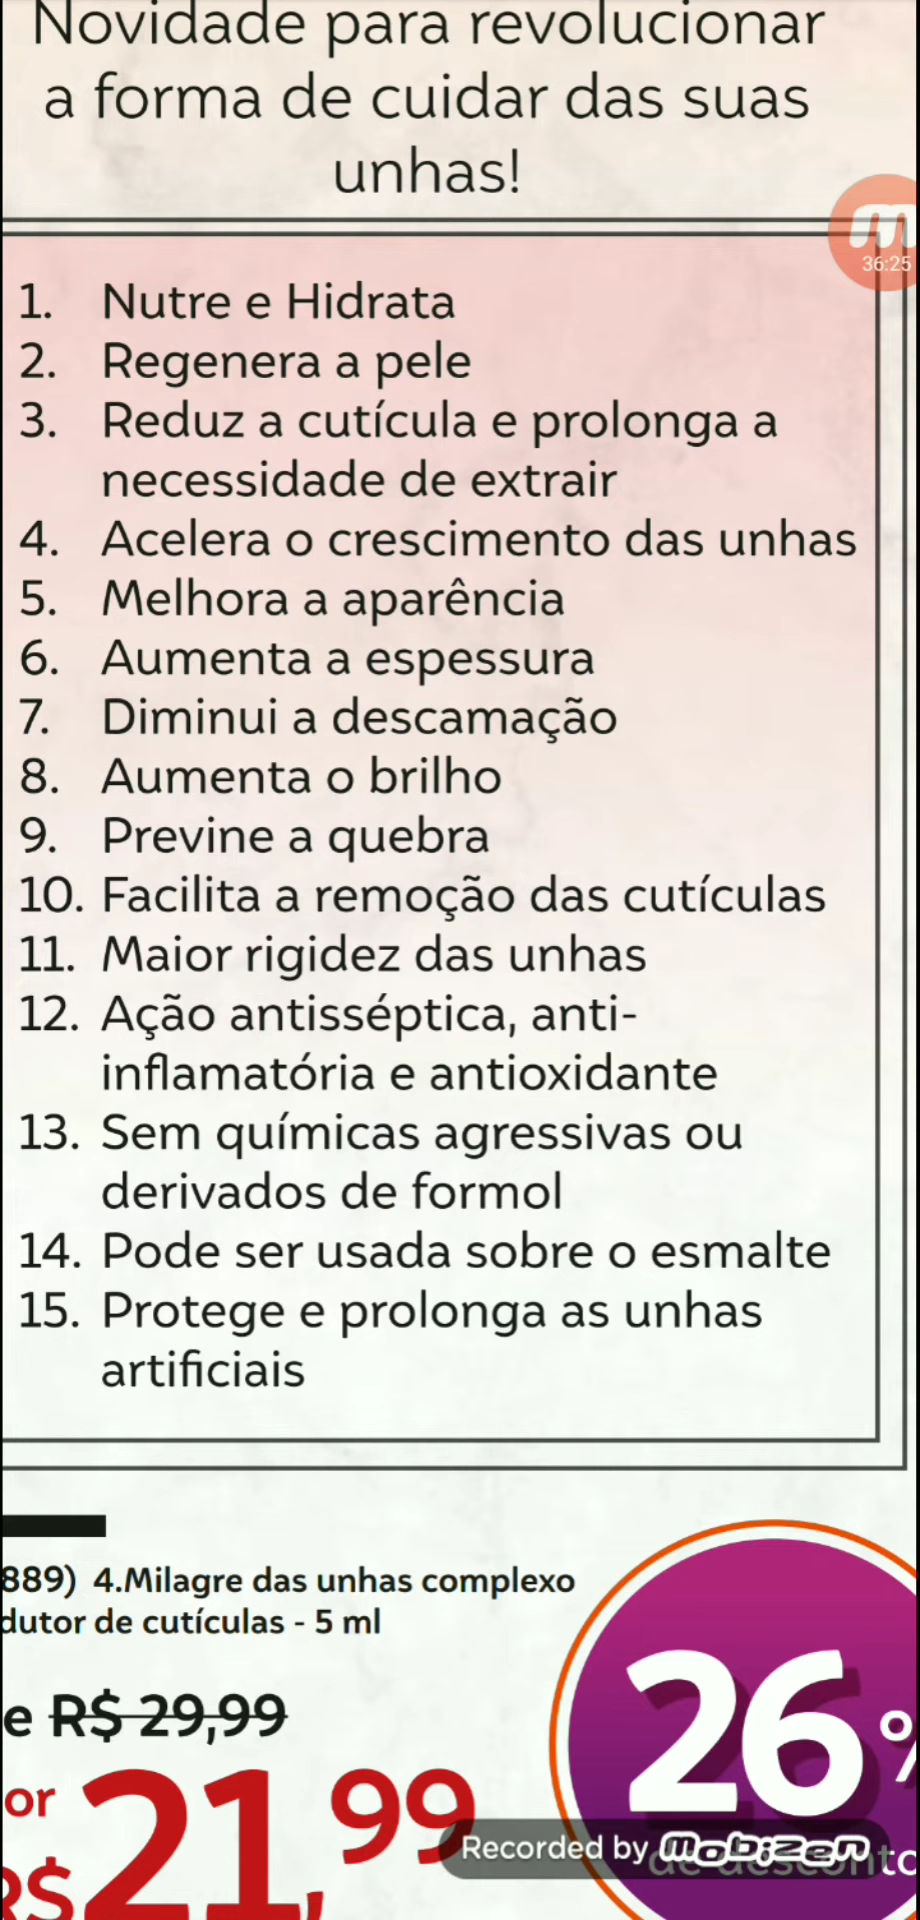 Novidade para revolucionar
a forma de cuidar das suas
unhas!
36:25
1. Nutre e Hidrata
2. Regenera a pele
3. Reduz a cutícula e prolonga a
necessidade de extrair
4. Acelera o crescimento das unhas
5. Melhora a aparência
6. Aumenta a espessura
7. Diminui a descamação
8. Aumenta o brilho
9. Previne a quebra
10. Facilita a remoção das cutículas
11. Maior rigidez das unhas
12. Ação antisséptica, anti-
inflamatória e antioxidante
13. Sem químicas agressivas ou
derivados de formol
14. Pode ser usada sobre o esmalte
15. Protege e prolonga as unhas
artificiais
889) 4.Milagre das unhas complexo
dutor de cutículas - 5 ml
e R$ 29,99
or
R$ 21,99
26%
de desconto
Recorded by Mobizen